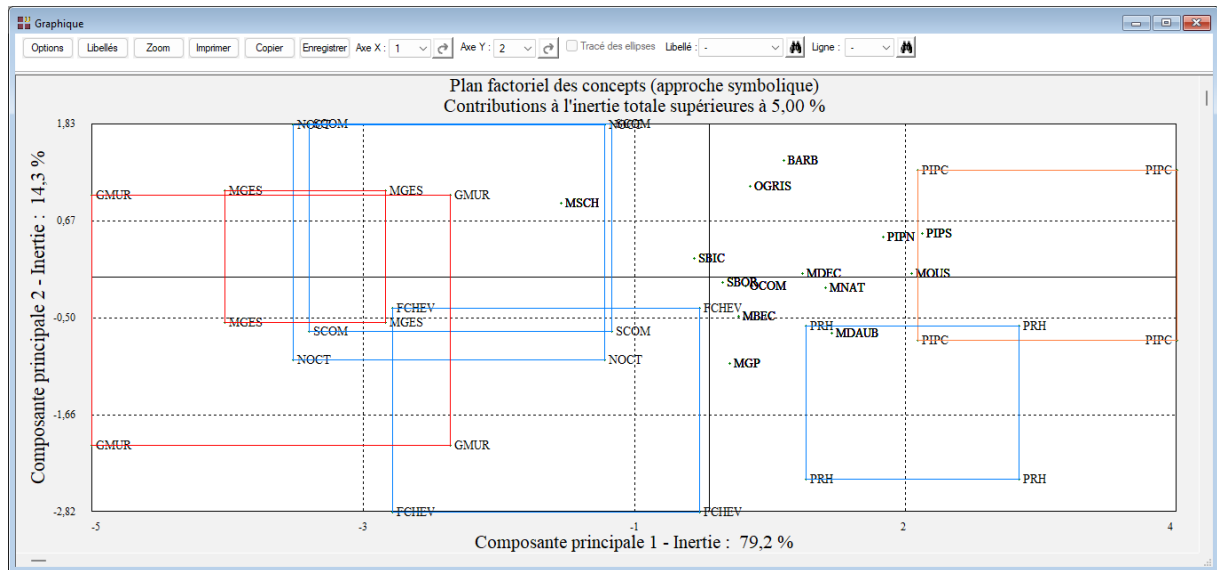 Graphique
Options Libellés Zoom Imprimer Copier Enregistrer Axe X : 1 Axe Y : 2 Tracé des ellipses Libellé : - Ligne : -
Plan factoriel des concepts (approche symbolique)
Contributions à l'inertie totale supérieures à 5,00 %
1,83 NOCT SCOM NOCT SCOM
BARB
PIPC PIPC
OGRIS
GMUR MGES MGES GMUR
MSCH
0,67
PIPN PIPS
SBIC
MDEC MOUS
SBOR OCOM MNAT
FCHEV FCHEV
-0,50 MBEC
MGES MGES PRH PRH
SCOM SCOM MDAUB
PIPC PIPC
NOCT NOCT MGP
-1,66
GMUR GMUR
PRH PRH
-2,82 FCHEV FCHEV
-5 -3 -1 2 4
Composante principale 1 - Inertie : 79,2 %
Composante principale 2 - Inertie : 14,3 %